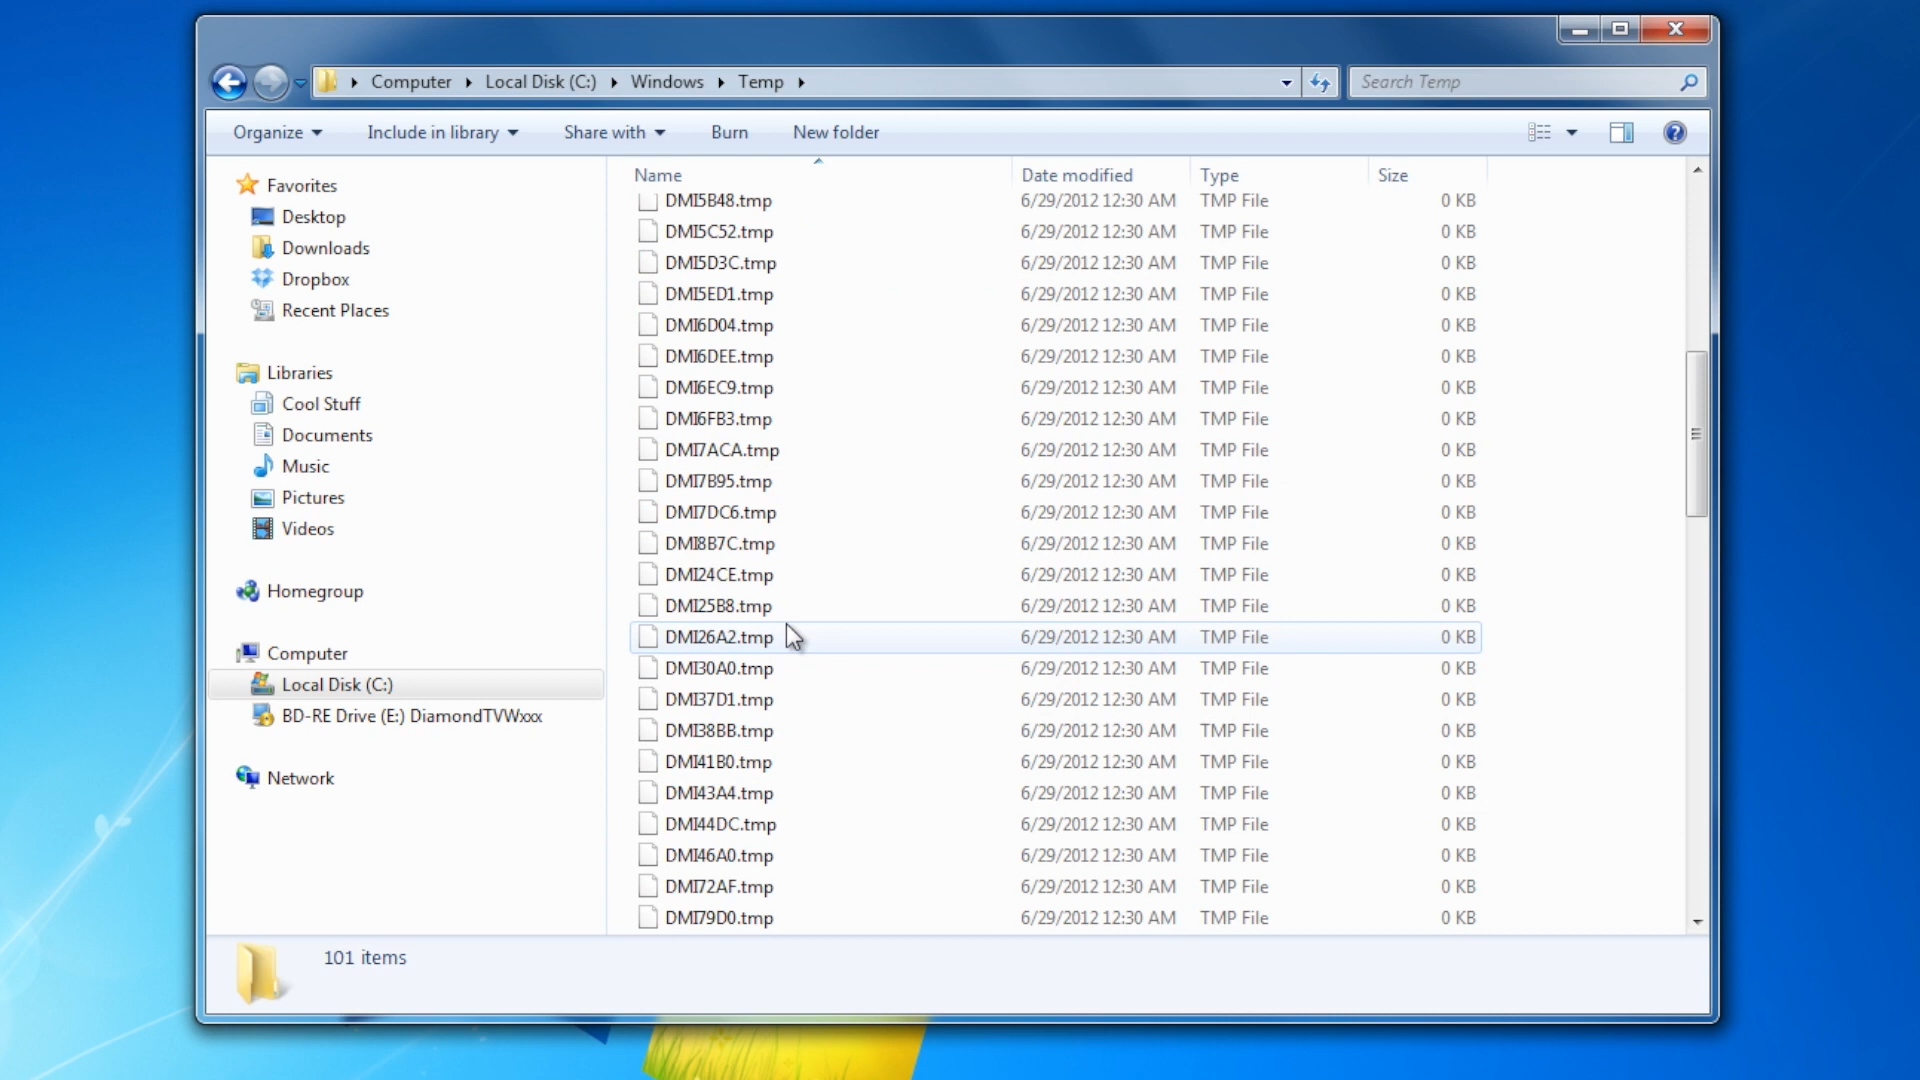 Computer Local Disk (C:) Windows Temp
Search Temp
Organize Include in library Share with Burn New folder
Favorites
Desktop
Downloads
Dropbox
Recent Places
Libraries
Cool Stuff
Documents
Music
Pictures
Videos
Homegroup
Computer
Local Disk (C:)
BD-RE Drive (E:) DiamondTVWxxx
Network
Name Date modified Type Size
DMI5B48.tmp 6/29/2012 12:30 AM TMP File 0 KB
DMI5C52.tmp 6/29/2012 12:30 AM TMP File 0 KB
DMI5D3C.tmp 6/29/2012 12:30 AM TMP File 0 KB
DMI5ED1.tmp 6/29/2012 12:30 AM TMP File 0 KB
DMI6D04.tmp 6/29/2012 12:30 AM TMP File 0 KB
DMI6DEE.tmp 6/29/2012 12:30 AM TMP File 0 KB
DMI6EC9.tmp 6/29/2012 12:30 AM TMP File 0 KB
DMI6FB3.tmp 6/29/2012 12:30 AM TMP File 0 KB
DMI7ACA.tmp 6/29/2012 12:30 AM TMP File 0 KB
DMI7B95.tmp 6/29/2012 12:30 AM TMP File 0 KB
DMI7DC6.tmp 6/29/2012 12:30 AM TMP File 0 KB
DMI8B7C.tmp 6/29/2012 12:30 AM TMP File 0 KB
DMI24CE.tmp 6/29/2012 12:30 AM TMP File 0 KB
DMI25B8.tmp 6/29/2012 12:30 AM TMP File 0 KB
DMI26A2.tmp 6/29/2012 12:30 AM TMP File 0 KB
DMI30A0.tmp 6/29/2012 12:30 AM TMP File 0 KB
DMI37D1.tmp 6/29/2012 12:30 AM TMP File 0 KB
DMI38BB.tmp 6/29/2012 12:30 AM TMP File 0 KB
DMI41B0.tmp 6/29/2012 12:30 AM TMP File 0 KB
DMI43A4.tmp 6/29/2012 12:30 AM TMP File 0 KB
DMI44DC.tmp 6/29/2012 12:30 AM TMP File 0 KB
DMI46A0.tmp 6/29/2012 12:30 AM TMP File 0 KB
DMI72AF.tmp 6/29/2012 12:30 AM TMP File 0 KB
DMI79D0.tmp 6/29/2012 12:30 AM TMP File 0 KB
101 items